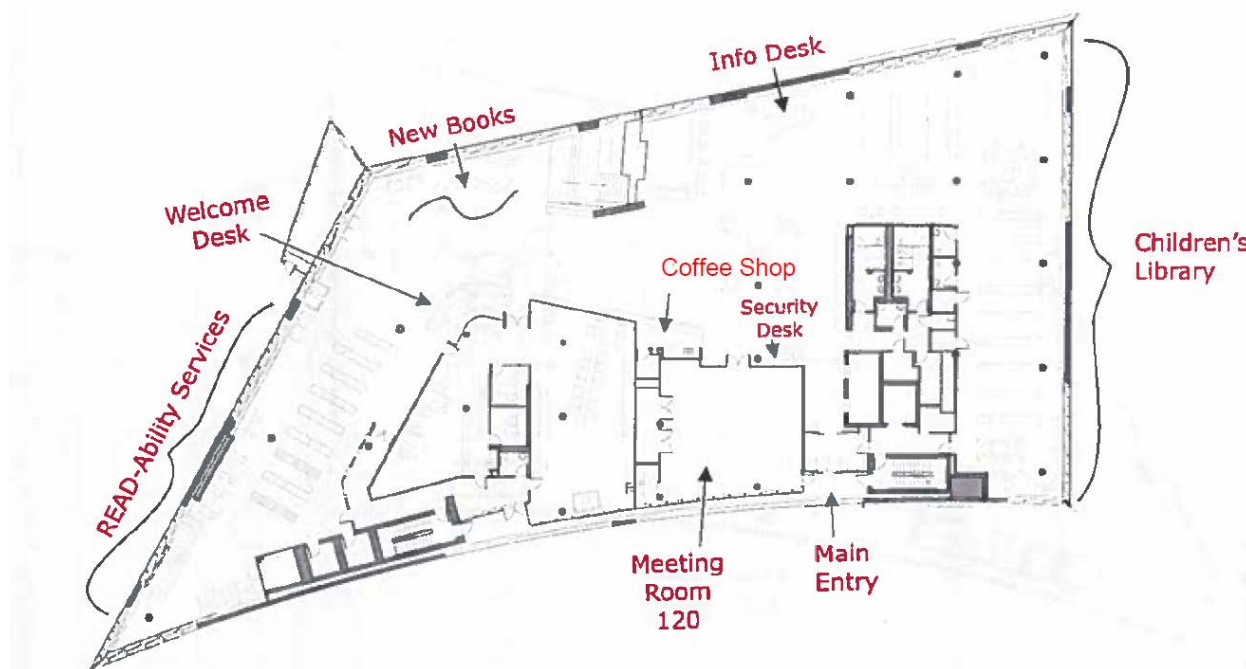 Info Desk
New Books
Welcome
Desk
Coffee Shop
Security
Desk
Children's
Library
READ-Ability Services
Meeting
Room
120
Main
Entry